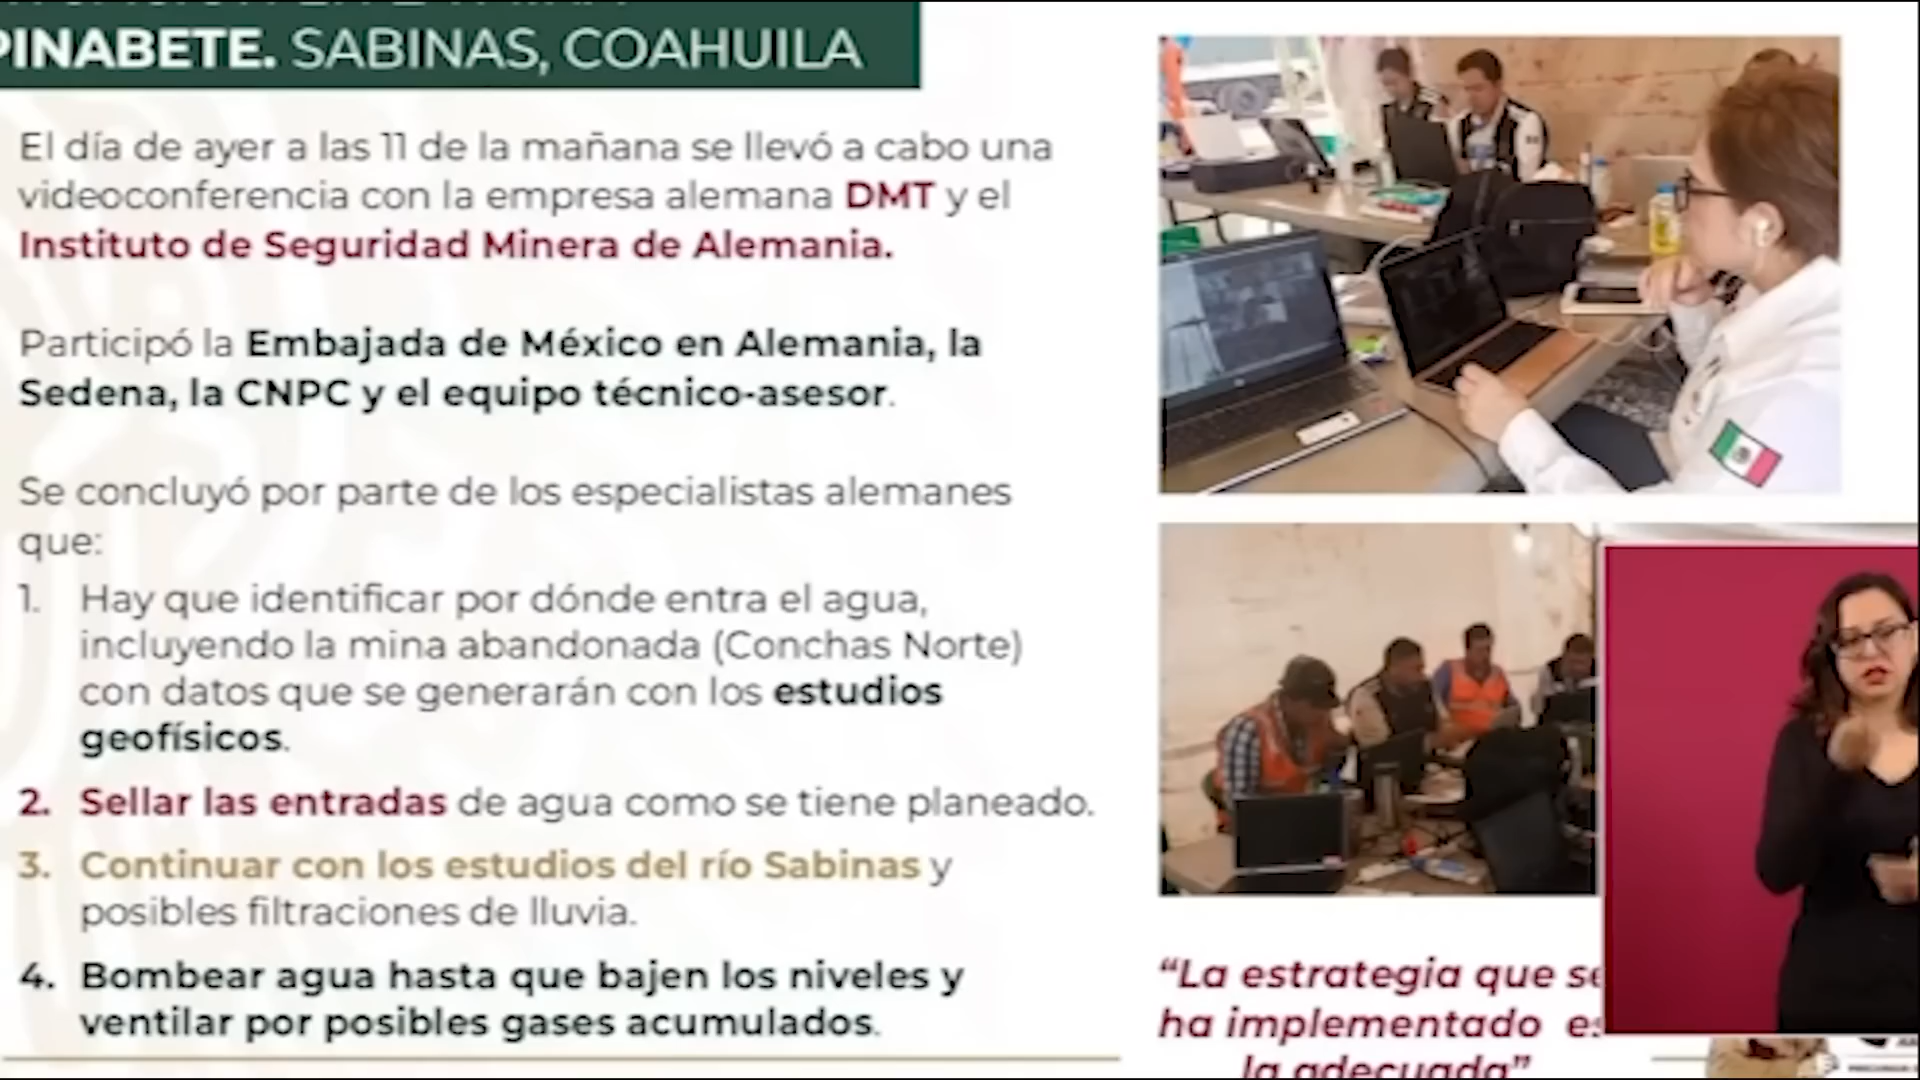 PINABETE. SABINAS, COAHUILA
El día de ayer a las 11 de la mañana se llevó a cabo una
videoconferencia con la empresa alemana DMT y el
Instituto de Seguridad Minera de Alemania.
Participó la Embajada de México en Alemania, la
Sedena, la CNPC y el equipo técnico-asesor.
Se concluyó por parte de los especialistas alemanes
que:
1. Hay que identificar por dónde entra el agua,
incluyendo la mina abandonada (Conchas Norte)
con datos que se generarán con los estudios
geofísicos.
2. Sellar las entradas de agua como se tiene planeado.
3. Continuar con los estudios del río Sabinas y
posibles filtraciones de lluvia.
4. Bombear agua hasta que bajen los niveles y
ventilar por posibles gases acumulados.
“La estrategia que se
ha implementado es
la adecuada”